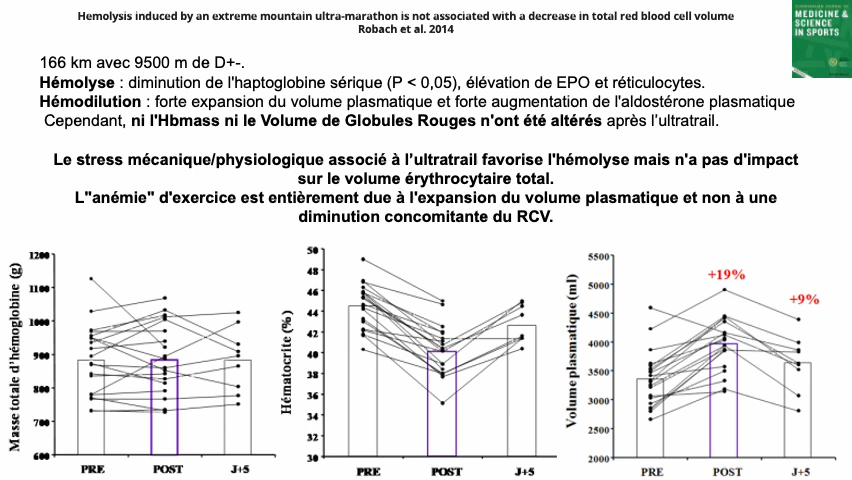 Hemolysis induced by an extreme mountain ultra-marathon is not associated with a decrease in total red blood cell volume
Robach et al. 2014
MEDICINE &
SCIENCE
IN SPORTS
166 km avec 9500 m de D+-.
Hémolyse : diminution de l'haptoglobine sérique (P < 0,05), élévation de EPO et réticulocytes.
Hémodilution : forte expansion du volume plasmatique et forte augmentation de l'aldostérone plasmatique
Cependant, ni l'Hbmass ni le Volume de Globules Rouges n'ont été altérés après l'ultratrail.
Le stress mécanique/physiologique associé à l'ultratrail favorise l'hémolyse mais n'a pas d'impact
sur le volume érythrocytaire total.
L"anémie" d'exercice est entièrement due à l'expansion du volume plasmatique et non à une
diminution concomitante du RCV.
Masse totale d'hémoglobine (g)
1200
1100
1000
900
800
700
600
PRE POST J+5
Hématocrite (%)
50
48
46
44
42
40
38
36
34
32
30
PRE POST J+5
Volume plasmatique (ml)
5500
5000
4500
4000
3500
3000
2500
2000
+19%
+9%
PRE POST J+5